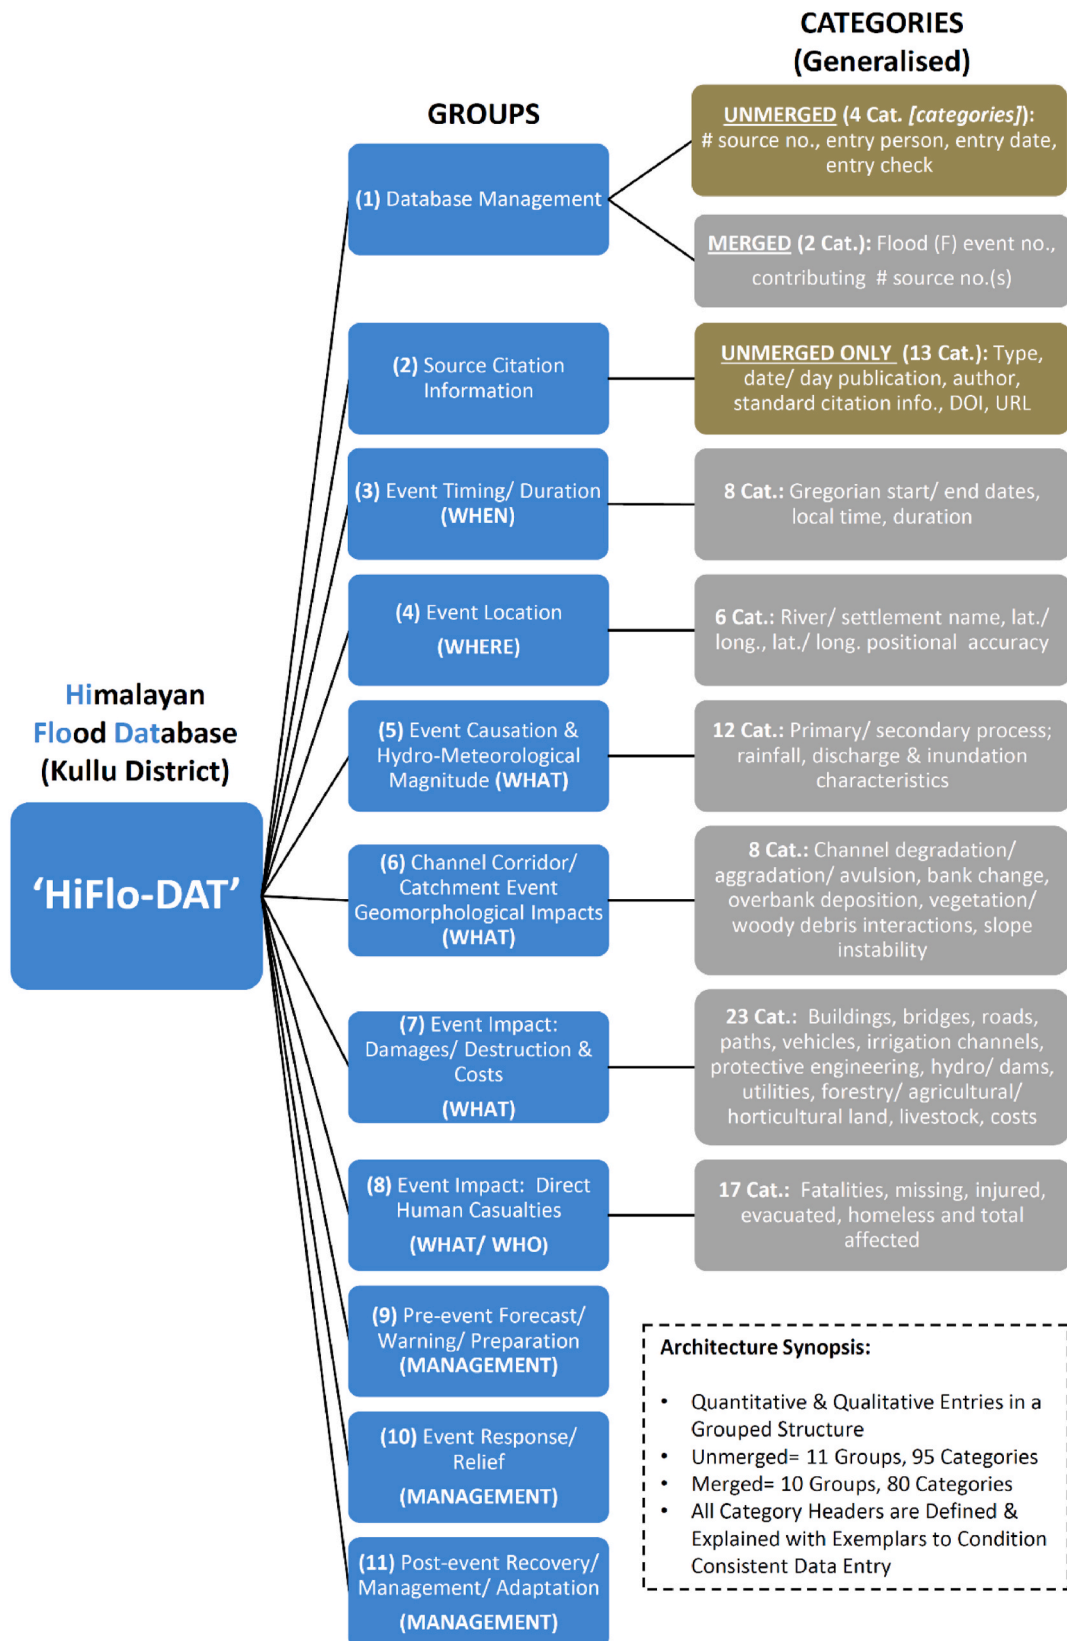 CATEGORIES
(Generalised)
GROUPS
UNMERGED (4 Cat. [categories]):
# source no., entry person, entry date,
entry check
(1) Database Management
MERGED (2 Cat.): Flood (F) event no.,
contributing # source no.(s)
(2) Source Citation
Information
UNMERGED ONLY (13 Cat.): Type,
date/ day publication, author,
standard citation info., DOI, URL
(3) Event Timing/ Duration
(WHEN)
8 Cat.: Gregorian start/ end dates,
local time, duration
(4) Event Location
(WHERE)
6 Cat.: River/ settlement name, lat./
long., lat./ long. positional accuracy
Himalayan
Flood Database
(Kullu District)
'HiFlo-DAT'
(5) Event Causation &
Hydro-Meteorological
Magnitude (WHAT)
12 Cat.: Primary/ secondary process;
rainfall, discharge & inundation
characteristics
(6) Channel Corridor/
Catchment Event
Geomorphological Impacts
(WHAT)
8 Cat.: Channel degradation/
aggradation/ avulsion, bank change,
overbank deposition, vegetation/
woody debris interactions, slope
instability
(7) Event Impact:
Damages/ Destruction &
Costs
(WHAT)
23 Cat.: Buildings, bridges, roads,
paths, vehicles, irrigation channels,
protective engineering, hydro/ dams,
utilities, forestry/ agricultural/
horticultural land, livestock, costs
(8) Event Impact: Direct
Human Casualties
(WHAT/ WHO)
17 Cat.: Fatalities, missing, injured,
evacuated, homeless and total
affected
(9) Pre-event Forecast/
Warning/ Preparation
(MANAGEMENT)
(10) Event Response/
Relief
(MANAGEMENT)
(11) Post-event Recovery/
Management/ Adaptation
(MANAGEMENT)
Architecture Synopsis:
• Quantitative & Qualitative Entries in a
Grouped Structure
• Unmerged= 11 Groups, 95 Categories
• Merged= 10 Groups, 80 Categories
• All Category Headers are Defined &
Explained with Exemplars to Condition
Consistent Data Entry